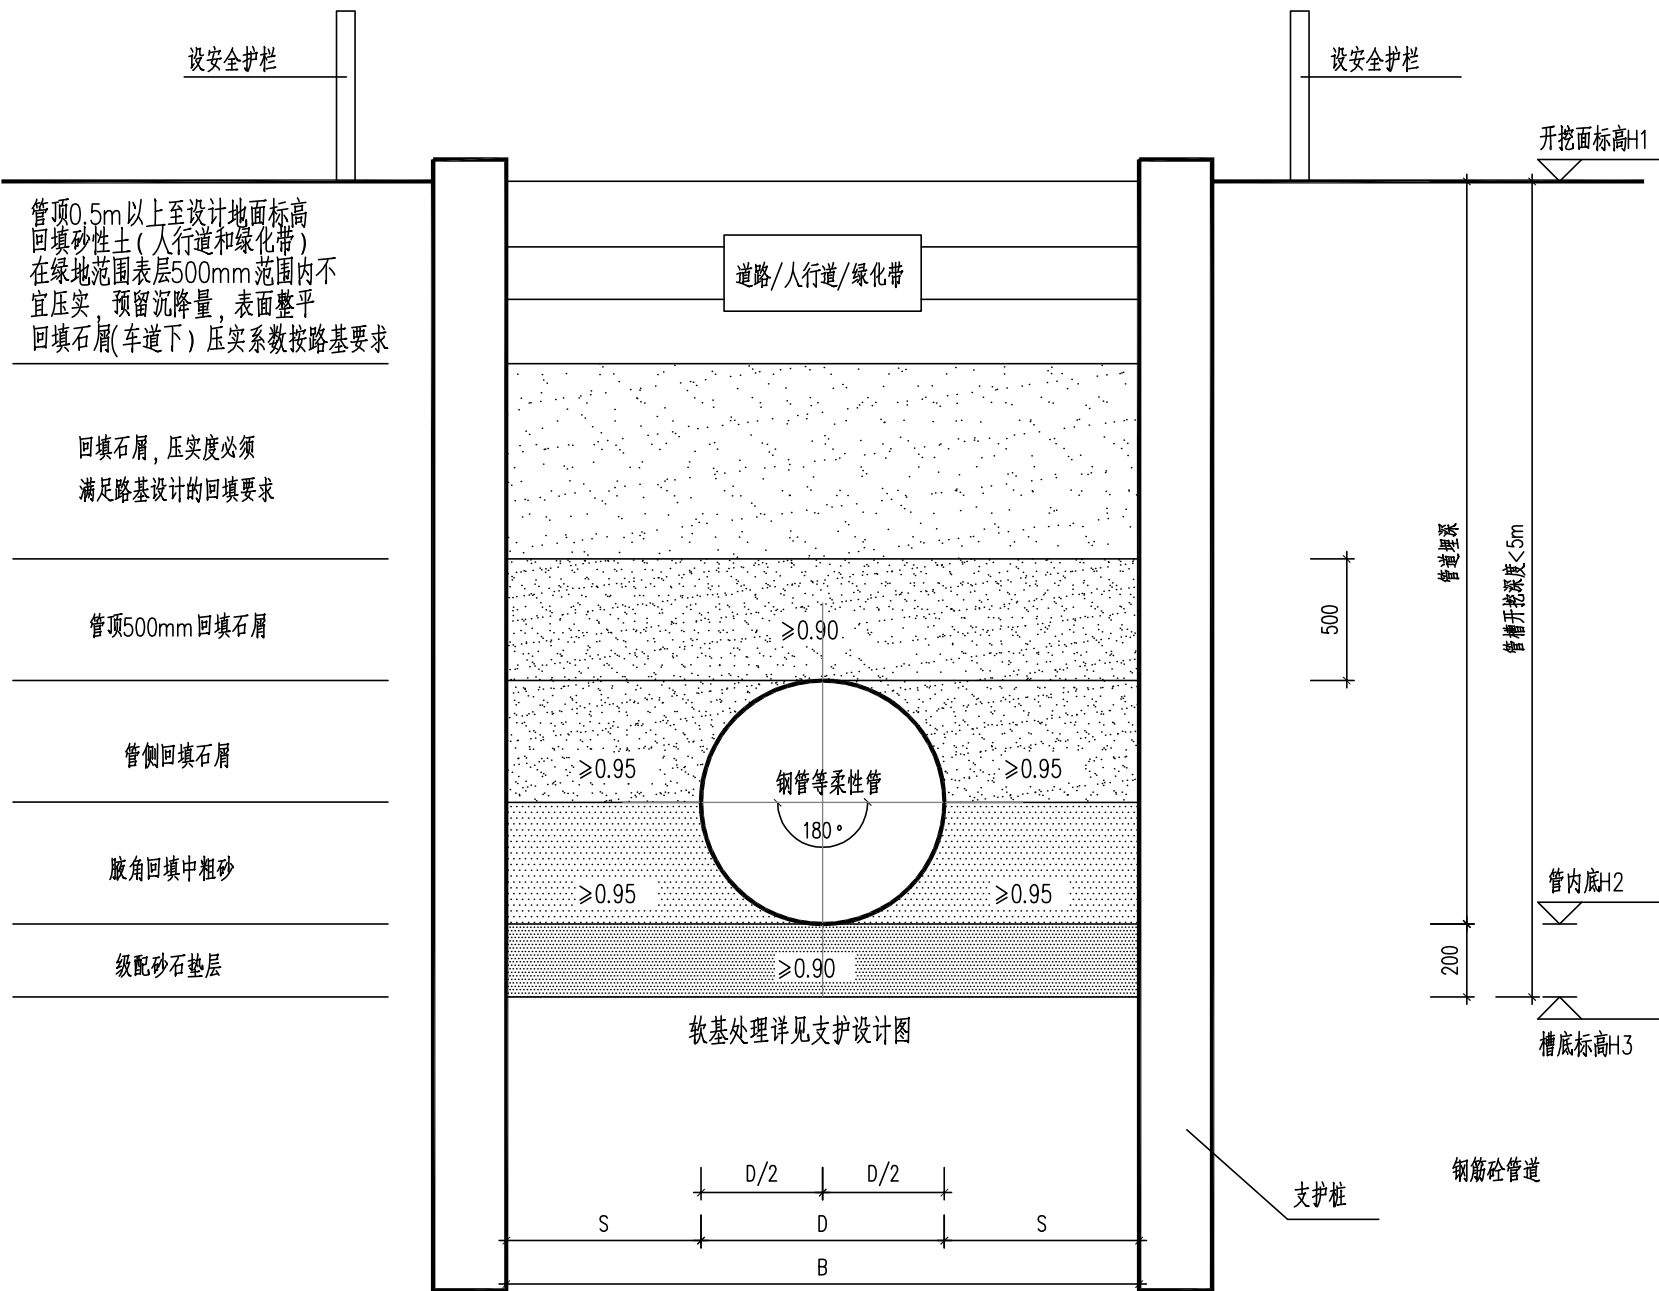 设安全护栏
设安全护栏
开挖面标高H1
管顶0.5m以上至设计地面标高
回填砂性土(人行道和绿化带)
在绿地范围表层500mm范围内不
宜压实,预留沉降量,表面整平
回填石屑(车道下)压实系数按路基要求
道路/人行道/绿化带
回填石屑,压实度必须
满足路基设计的回填要求
管道埋深
管槽开挖深度<5m
管顶500mm回填石屑
≥0.90
500
管侧回填石屑
≥0.95
≥0.95
钢管等柔性管
180°
腋角回填中粗砂
≥0.95
≥0.95
管内底H2
级配砂石垫层
≥0.90
200
软基处理详见支护设计图
槽底标高H3
D/2
D/2
钢筋砼管道
支护桩
S
D
S
B